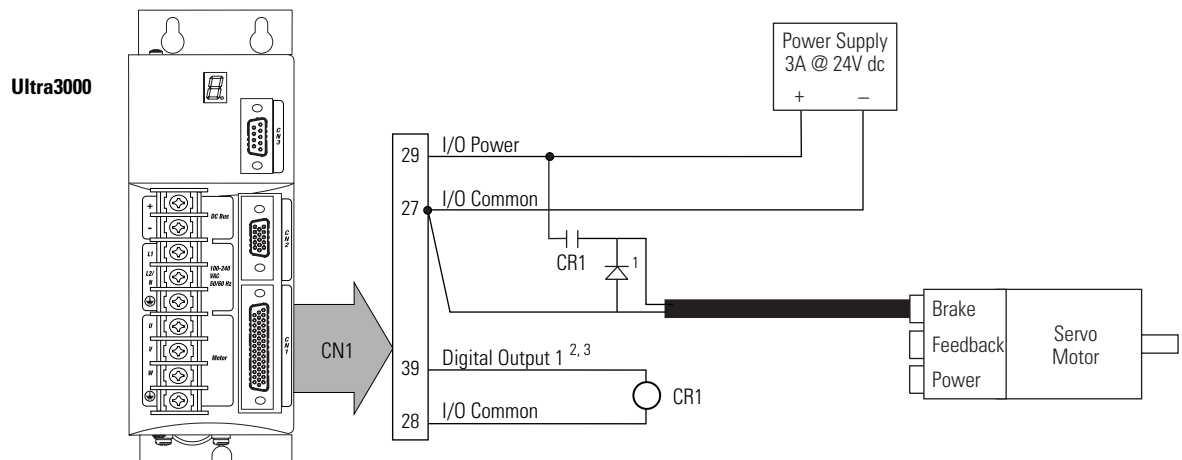 Ultra3000
8.
CN3
+
-
DC Bus
L1
L2/
N
100-240
VAC
50/60 Hz
U
V
W
Motor
CN2
CN1
CN1
29
I/O Power
27
I/O Common
CR1
1
39
Digital Output 1 2, 3
28
I/O Common
CR1
Power Supply
3A @ 24V dc
+
–
Brake
Feedback
Power
Servo
Motor